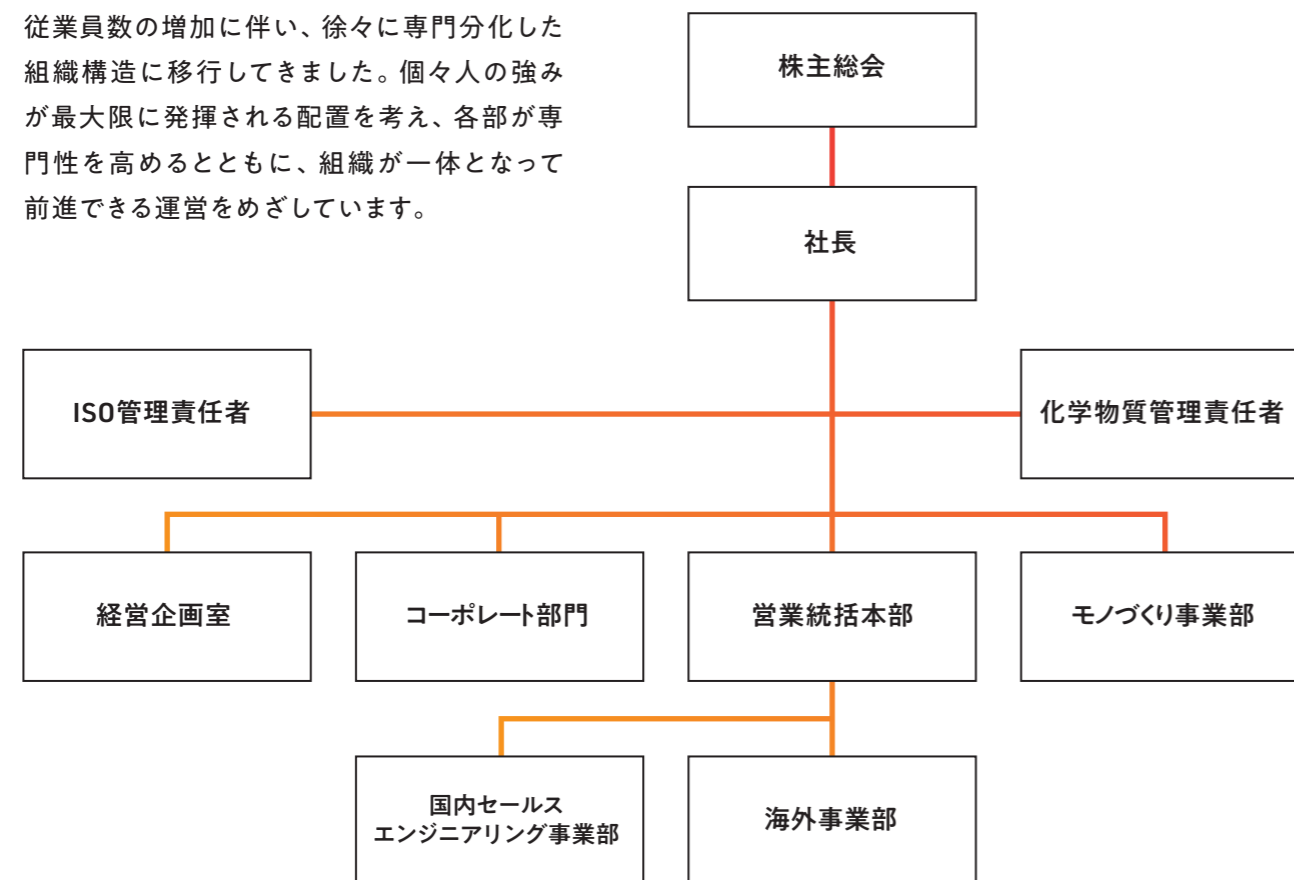 従業員数の増加に伴い、徐々に専門分化した
組織構造に移行してきました。個々人の強み
が最大限に発揮される配置を考え、各部が専
門性を高めるとともに、組織が一体となって
前進できる運営をめざしています。
株主総会
社長
ISO管理責任者
化学物質管理責任者
経営企画室
コーポレート部門
営業統括本部
モノづくり事業部
国内セールス
エンジニアリング事業部
海外事業部